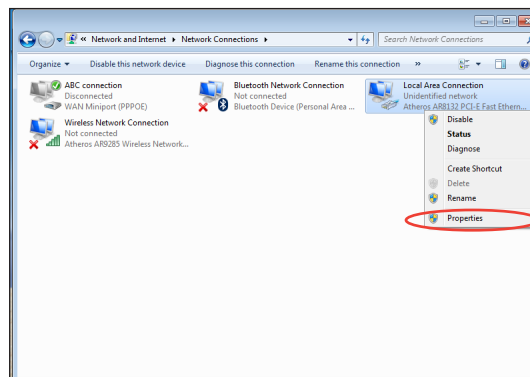 « Network and Internet ▸ Network Connections ▸
Search Network Connections
Organize ▾ Disable this network device Diagnose this connection Rename this connection »
ABC connection
Disconnected
WAN Miniport (PPPOE)
Bluetooth Network Connection
Not connected
Bluetooth Device (Personal Area ...
Local Area Connection
Unidentified network
Atheros AR8132 PCI-E Fast Ethern...
Wireless Network Connection
Not connected
Atheros AR9285 Wireless Network...
Disable
Status
Diagnose
Create Shortcut
Delete
Rename
Properties